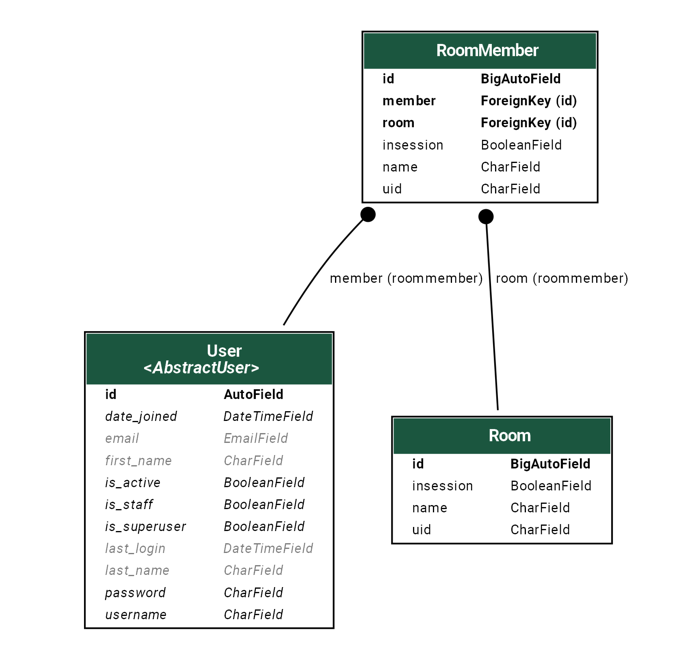 RoomMember
id BigAutoField
member ForeignKey (id)
room ForeignKey (id)
insession BooleanField
name CharField
uid CharField
member (roommember) room (roommember)
User
<AbstractUser>
id AutoField
date_joined DateTimeField
email EmailField
first_name CharField
is_active BooleanField
is_staff BooleanField
is_superuser BooleanField
last_login DateTimeField
last_name CharField
password CharField
username CharField
Room
id BigAutoField
insession BooleanField
name CharField
uid CharField